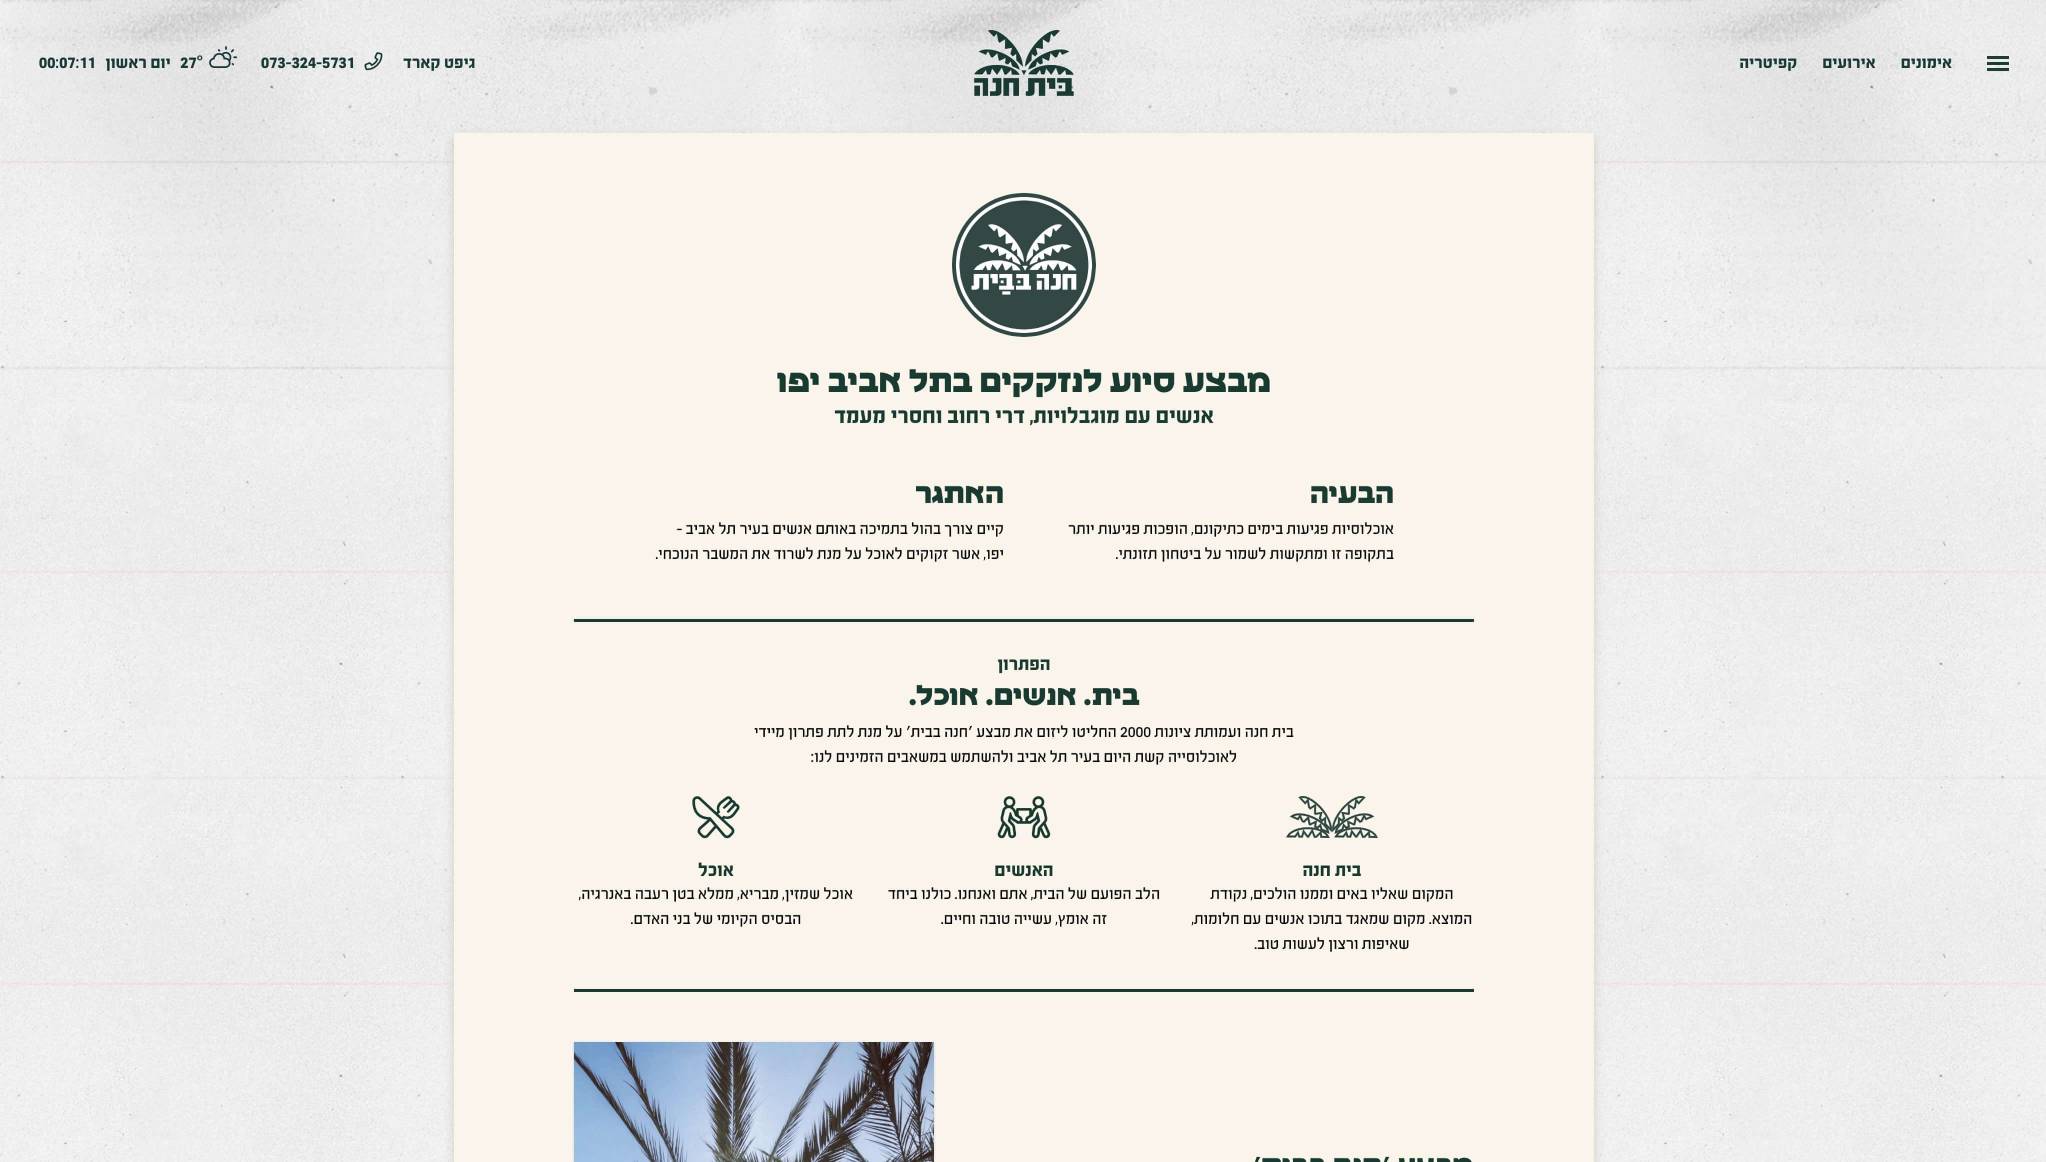 אימונים
אירועים
קפיטריה
בית חנה
גיפט קארד
073-324-5731
27°
יום ראשון
00:07:11
חנה בבַּית
מבצע סיוע לנזקקים בתל אביב יפו
אנשים עם מוגבלויות, דרי רחוב וחסרי מעמד
הבעיה
אוכלוסיות פגיעות בימים כתיקונם, הופכות פגיעות יותר
בתקופה זו ומתקשות לשמור על ביטחון תזונתי.
האתגר
קיים צורך בהול בתמיכה באותם אנשים בעיר תל אביב -
יפו, אשר זקוקים לאוכל על מנת לשרוד את המשבר הנוכחי.
הפתרון
בית. אנשים. אוכל.
בית חנה ועמותת ציונות 2000 החליטו ליזום את מבצע 'חנה בבית' על מנת לתת פתרון מיידי
לאוכלוסייה קשת היום בעיר תל אביב ולהשתמש במשאבים הזמינים לנו:
בית חנה
המקום שאליו באים וממנו הולכים, נקודת
המוצא. מקום שמאגד בתוכו אנשים עם חלומות,
שאיפות ורצון לעשות טוב.
האנשים
הלב הפועם של הבית, אתם ואנחנו. כולנו ביחד
זה אומץ, עשייה טובה וחיים.
אוכל
אוכל שמזין, מבריא, ממלא בטן רעבה באנרגיה,
הבסיס הקיומי של בני האדם.